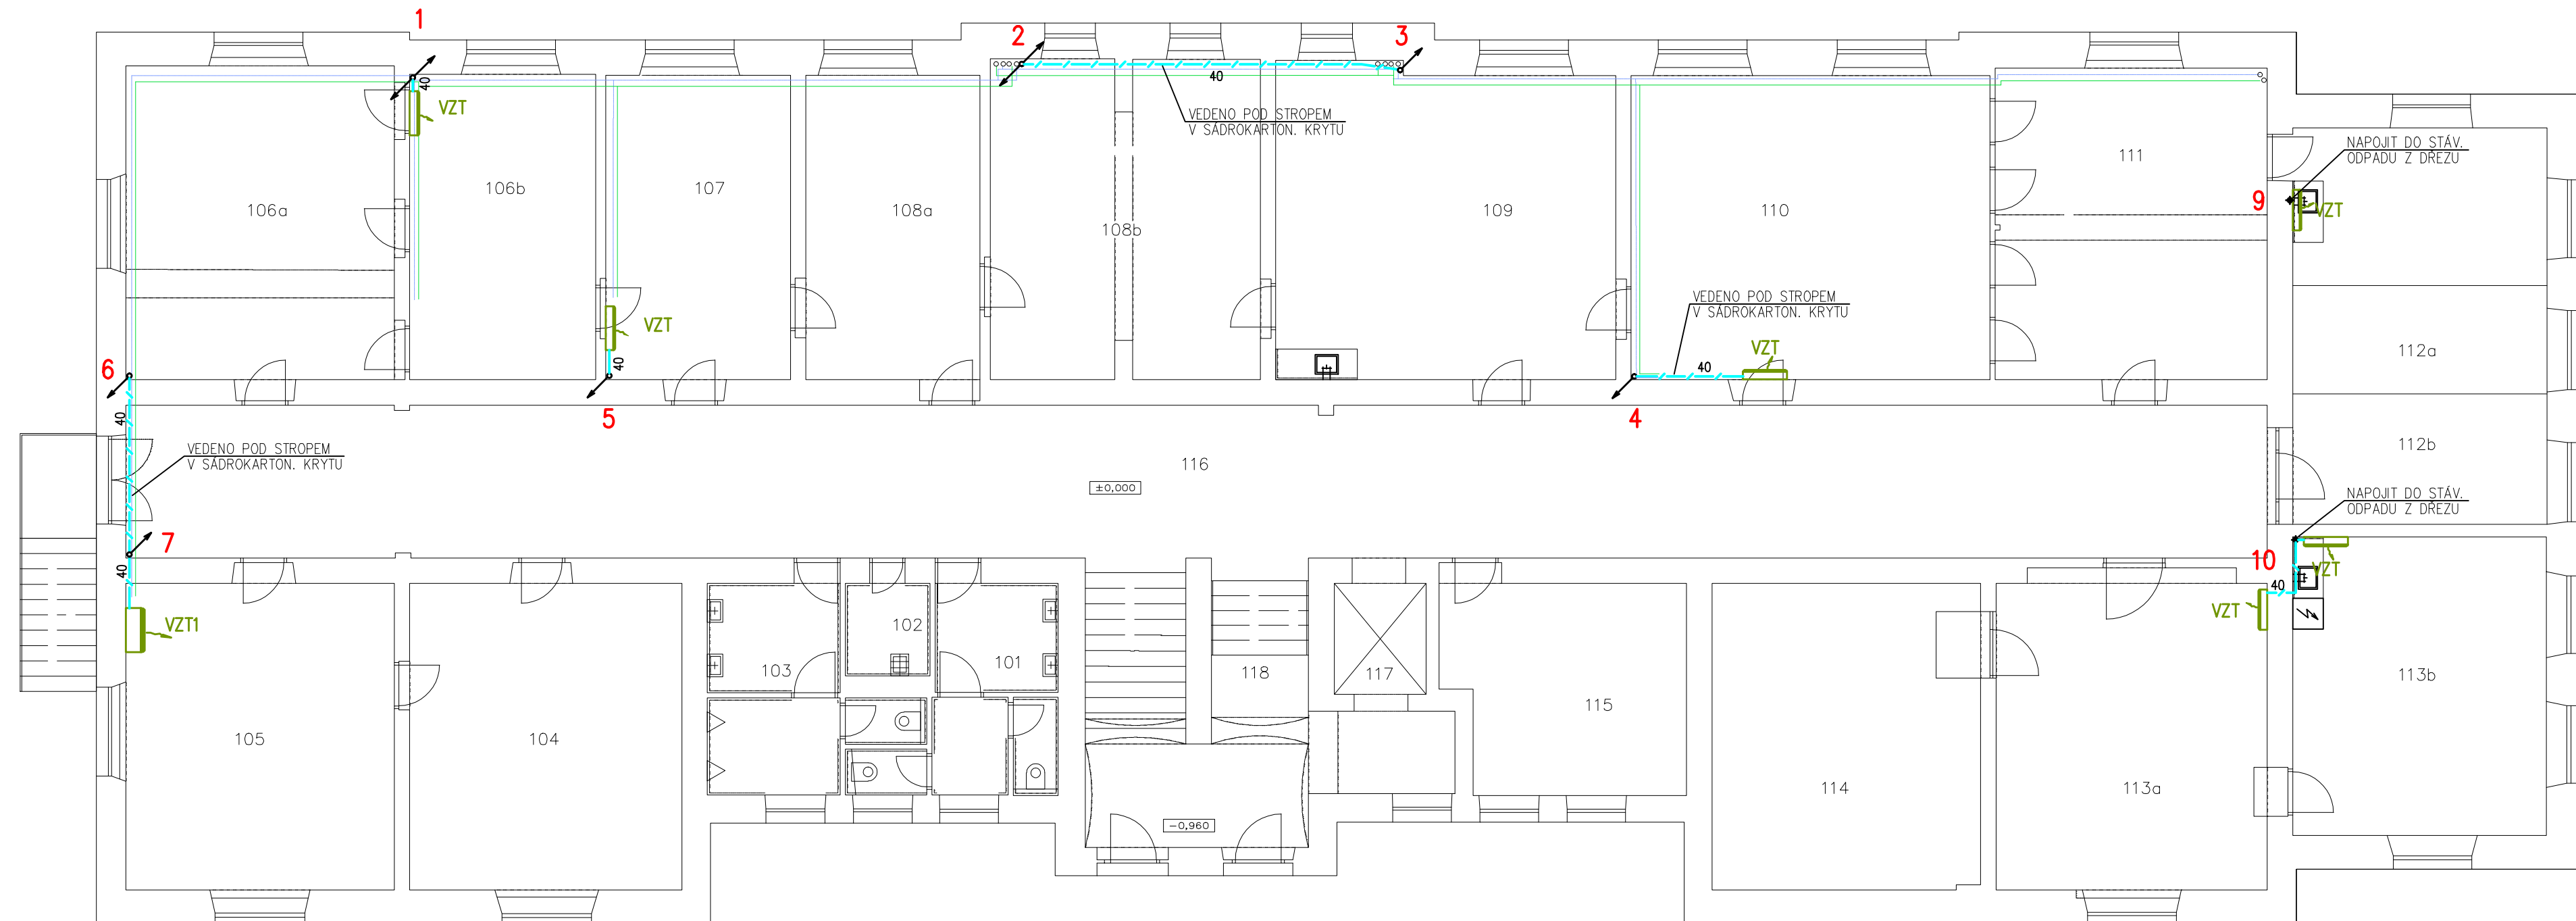 1
2
3
40
VZT
40
VEDENO POD STROPEM
V SÁDROKARTON. KRYTU
NAPOJIT DO STÁV.
ODPADU Z DŘEZU
111
106b
107
9
VZT
106a
108a
109
110
108b
VEDENO POD STROPEM
V SÁDROKARTON. KRYTU
VZT
VZT
112a
6
40
40
40
5
4
VEDENO POD STROPEM
V SÁDROKARTON. KRYTU
116
112b
±0,000
NAPOJIT DO STÁV.
ODPADU Z DŘEZU
7
40
10
VZT
40
VZT1
102
VZT
103
101
118
117
113b
105
104
115
114
113a
-0,960